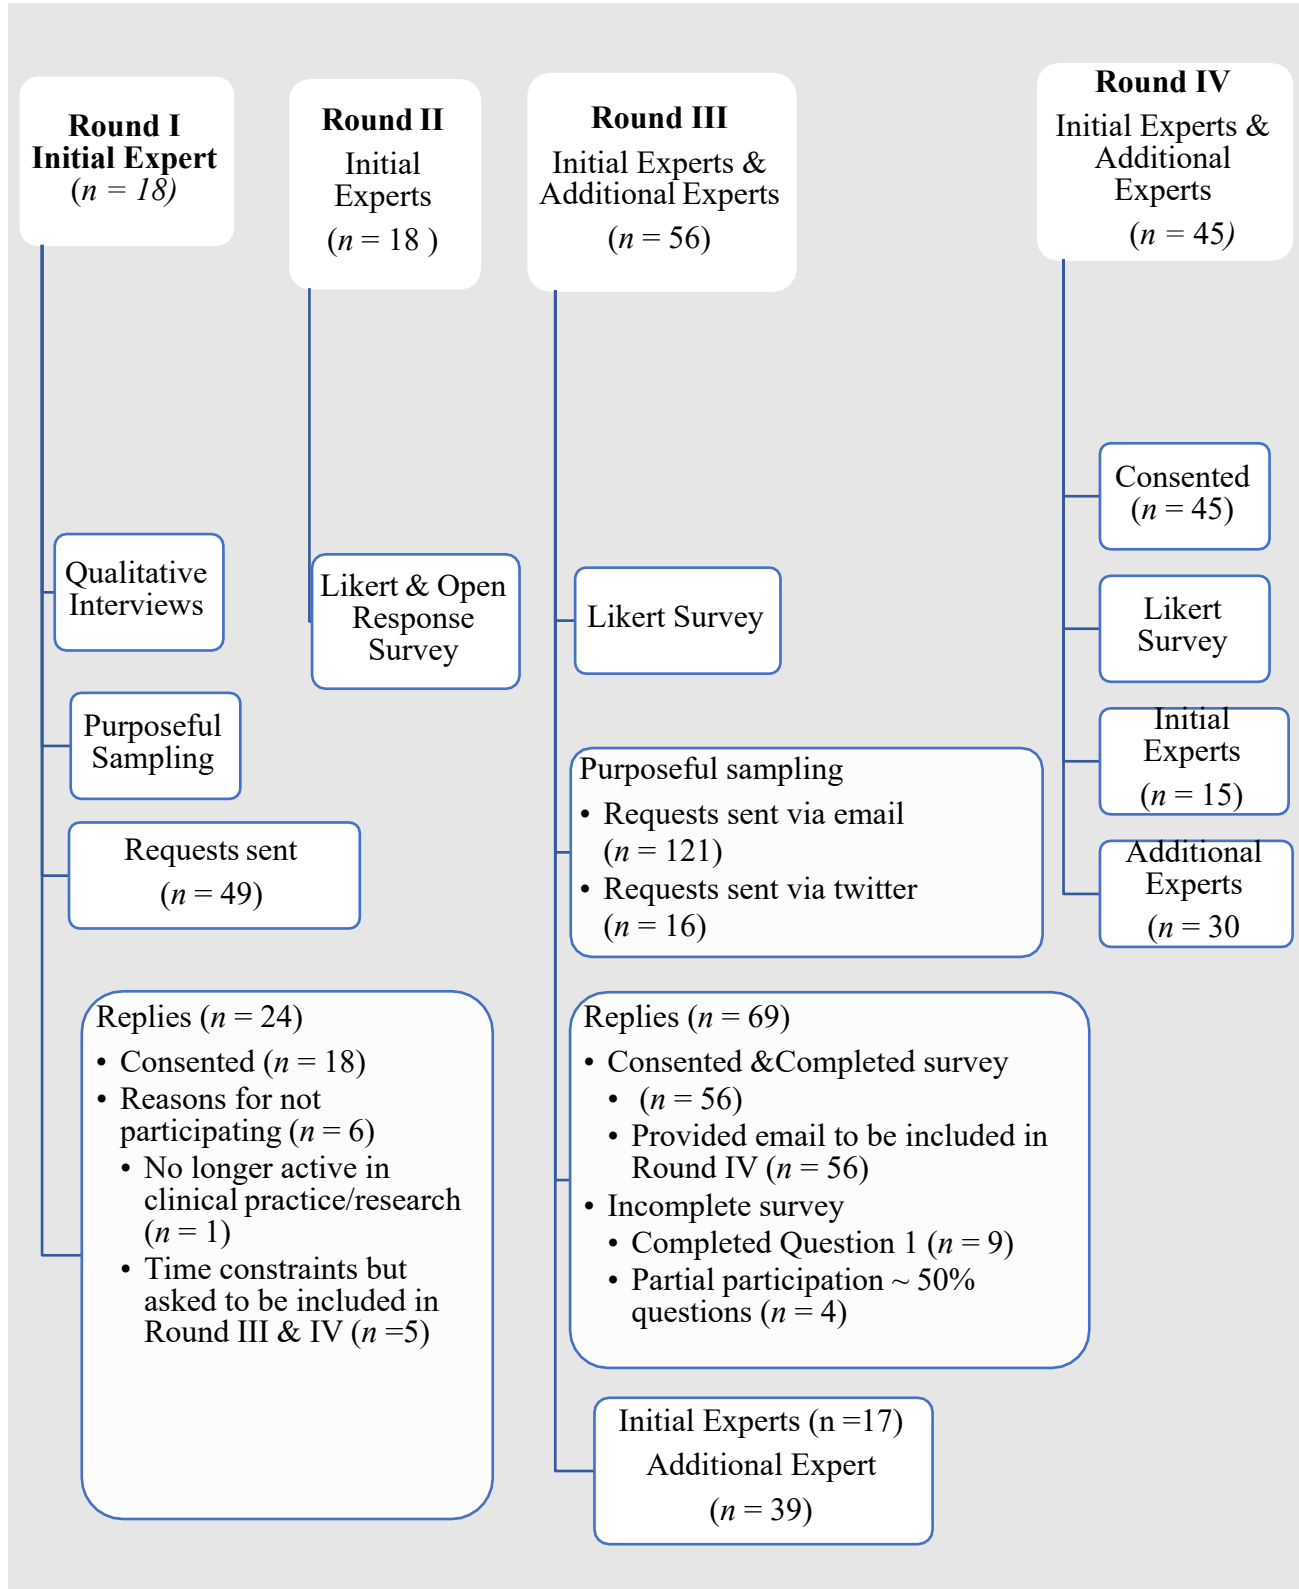 Round I
Initial Expert
(n = 18)
Qualitative
Interviews
Purposeful
Sampling
Requests sent
(n = 49)
Replies (n = 24)
• Consented (n = 18)
• Reasons for not
participating (n = 6)
• No longer active in
clinical practice/research
(n = 1)
• Time constraints but
asked to be included in
Round III & IV (n =5)
Round II
Initial
Experts
(n = 18 )
Likert & Open
Response
Survey
Round III
Initial Experts &
Additional Experts
(n = 56)
Likert Survey
Purposeful sampling
• Requests sent via email
(n = 121)
• Requests sent via twitter
(n = 16)
Replies (n = 69)
• Consented &Completed survey
• (n = 56)
• Provided email to be included in
Round IV (n = 56)
• Incomplete survey
• Completed Question 1 (n = 9)
• Partial participation ~ 50%
questions (n = 4)
Initial Experts (n =17)
Additional Expert
(n = 39)
Round IV
Initial Experts &
Additional
Experts
(n = 45)
Consented
(n = 45)
Likert
Survey
Initial
Experts
(n = 15)
Additional
Experts
(n = 30